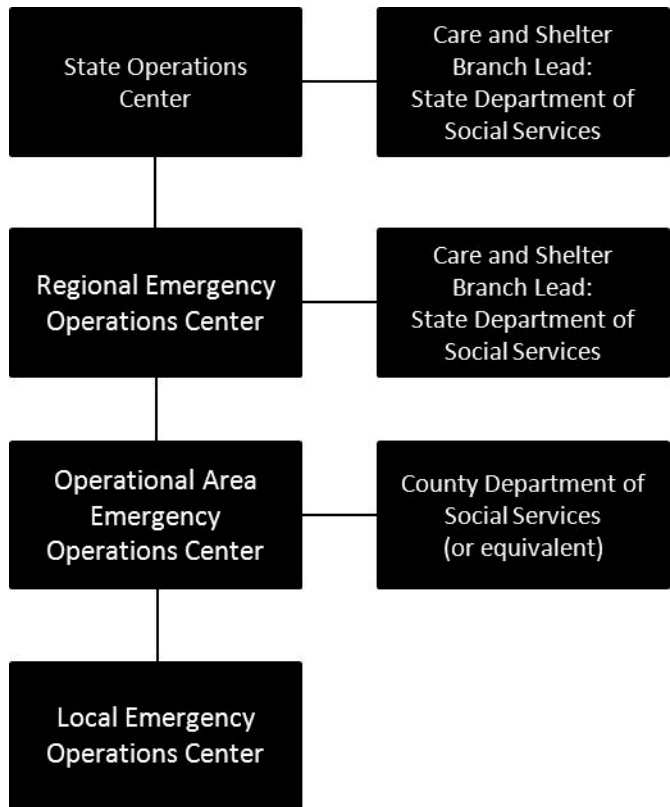 State Operations
Center
Care and Shelter
Branch Lead:
State Department of
Social Services
Regional Emergency
Operations Center
Care and Shelter
Branch Lead:
State Department of
Social Services
Operational Area
Emergency
Operations Center
County Department of
Social Services
(or equivalent)
Local Emergency
Operations Center